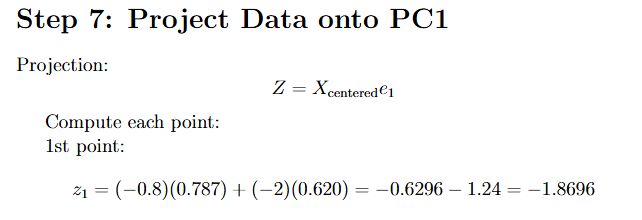 Step 7: Project Data onto PC1
Projection:
Z = X_centered e_1
Compute each point:
1st point:
z_1 = (−0.8)(0.787) + (−2)(0.620) = −0.6296 − 1.24 = −1.8696